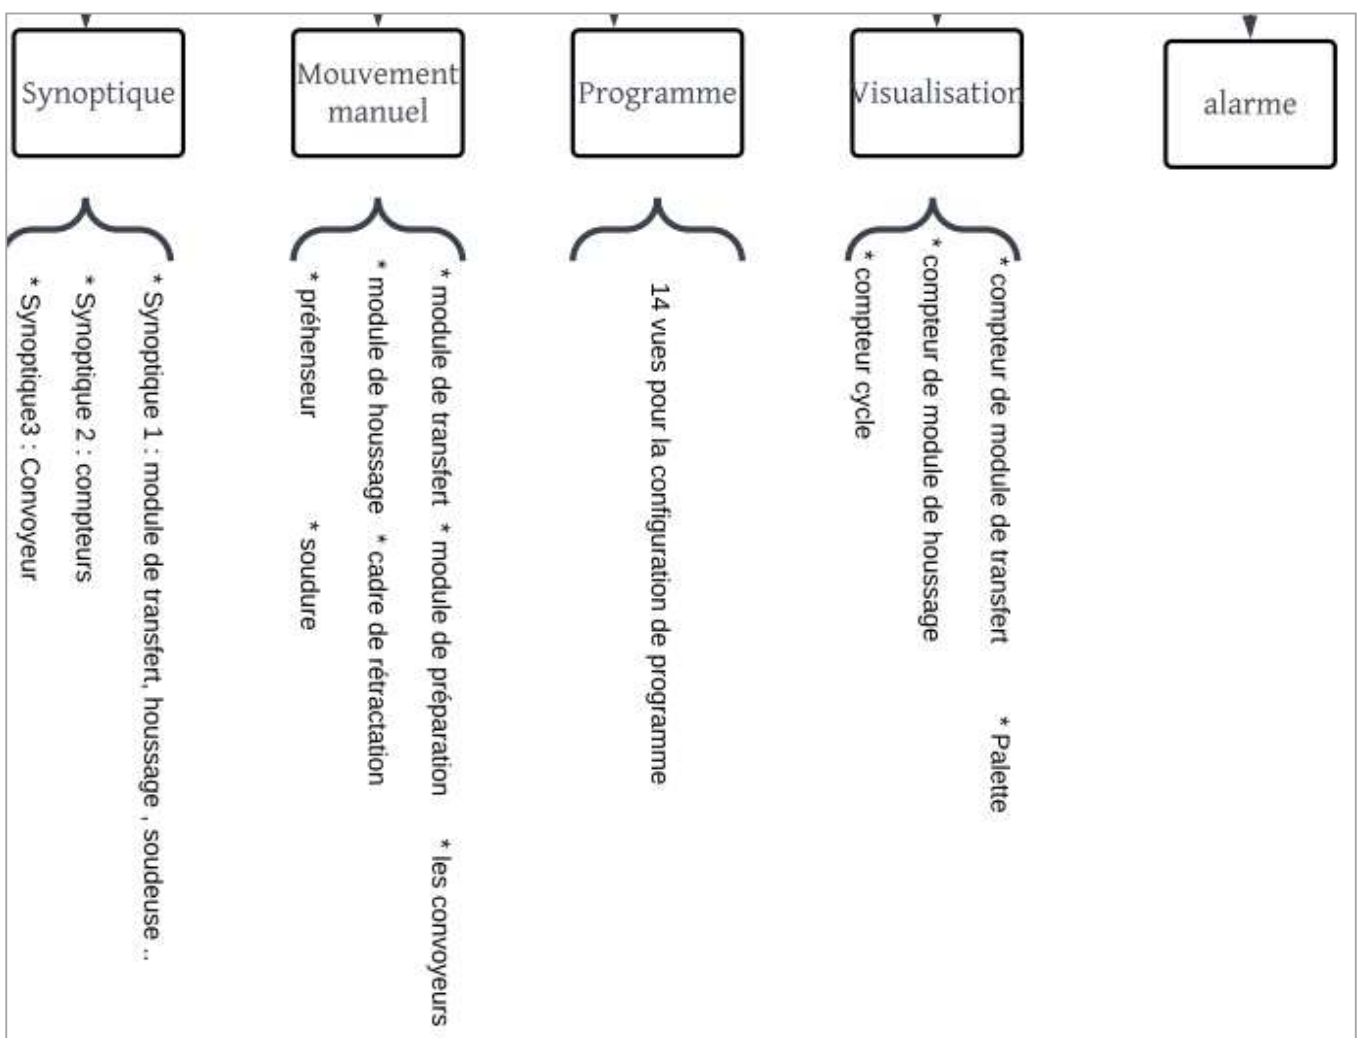 Synoptique
Mouvement
manuel
Programme
Visualisation
alarme
* Synoptique 1 : module de transfert, houssage , soudeuse ..
* Synoptique 2 : compteurs
* Synoptique3 : Convoyeur
* module de transfert * module de préparation * les convoyeurs
* module de houssage * cadre de rétractation
* préhenseur * soudure
14 vues pour la configuration de programme
* compteur de module de transfert * Palette
* compteur de module de houssage
* compteur cycle